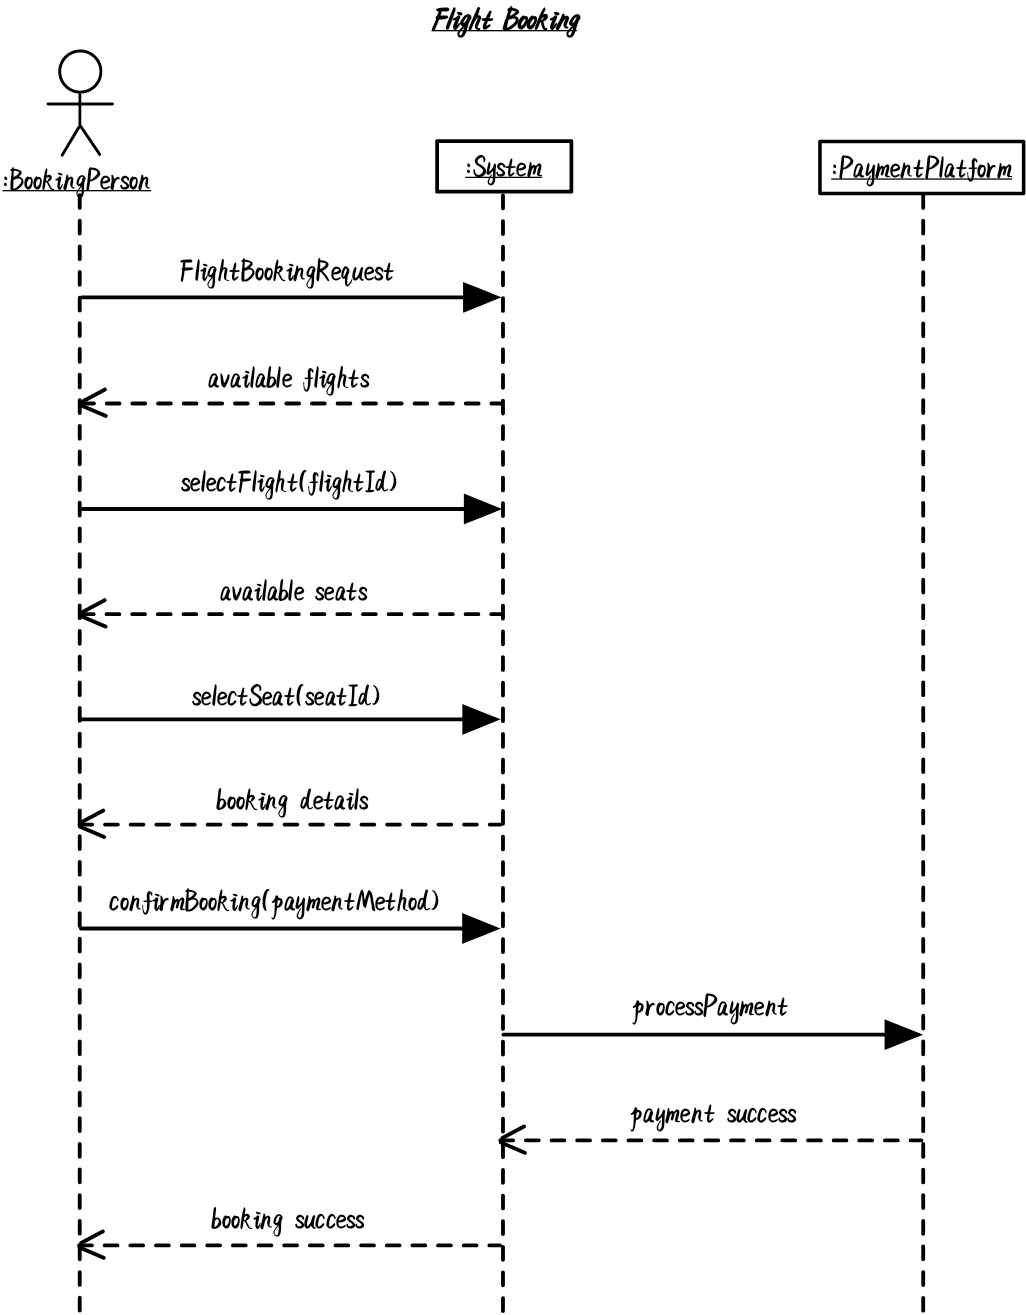 Flight Booking
:BookingPerson
:System
:PaymentPlatform
FlightBookingRequest
available flights
selectFlight(flightId)
available seats
selectSeat(seatId)
booking details
confirmBooking(paymentMethod)
processPayment
payment success
booking success